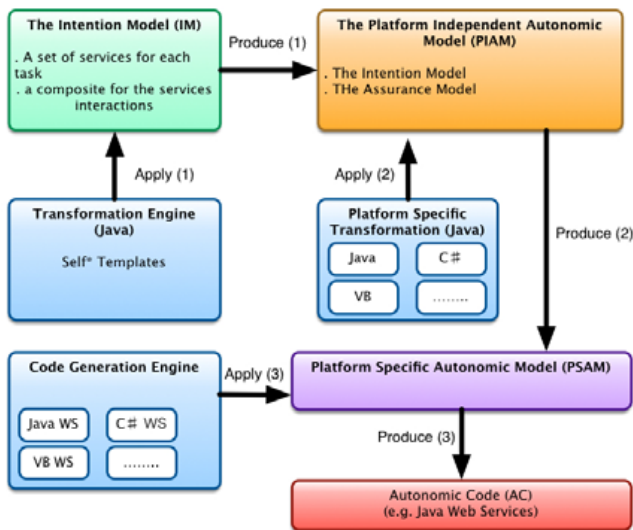 The Intention Model (IM)
. A set of services for each
task
. a composite for the services
interactions
Produce (1)
The Platform Independent Autonomic
Model (PIAM)
. The Intention Model
. THe Assurance Model
Apply (1)
Apply (2)
Transformation Engine
(Java)
Self* Templates
Platform Specific
Transformation (Java)
Java
C#
VB
........
Produce (2)
Code Generation Engine
Java WS
C# WS
VB WS
........
Apply (3)
Platform Specific Autonomic Model (PSAM)
Produce (3)
Autonomic Code (AC)
(e.g. Java Web Services)